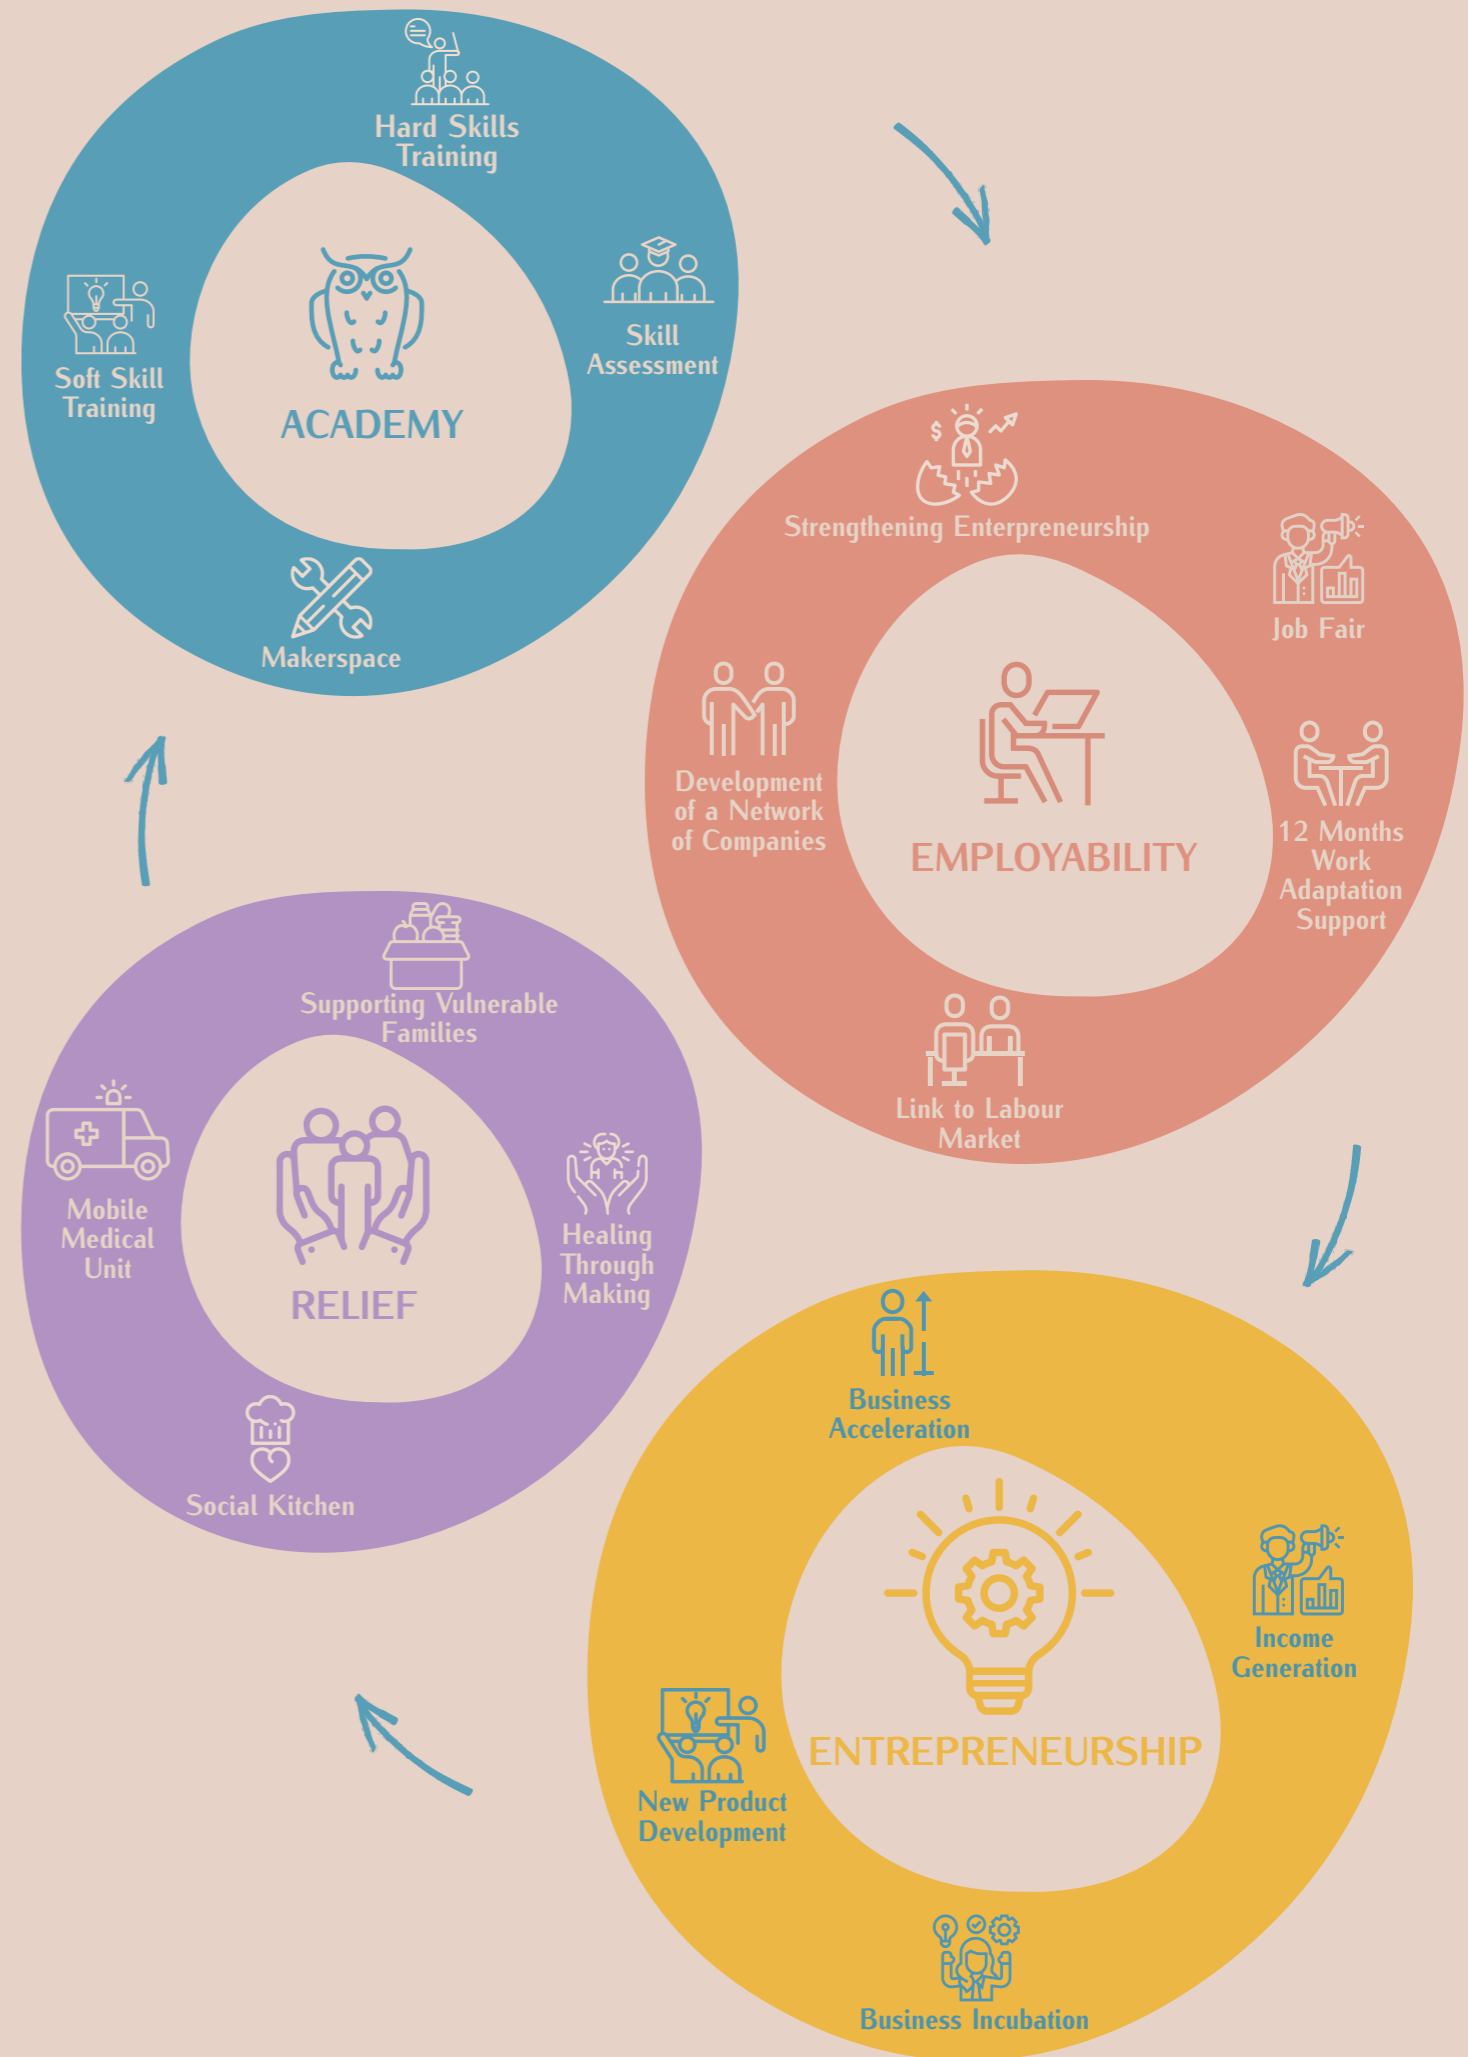 Hard Skills
Training
Skill
Assessment
Soft Skill
Training
ACADEMY
Makerspace
Strengthening Enterpreneurship
Job Fair
Development
of a Network
of Companies
12 Months
Work
Adaptation
Support
EMPLOYABILITY
Link to Labour
Market
Supporting Vulnerable
Families
Mobile
Medical
Unit
Healing
Through
Making
RELIEF
Social Kitchen
Business
Acceleration
Income
Generation
ENTREPRENEURSHIP
New Product
Development
Business Incubation